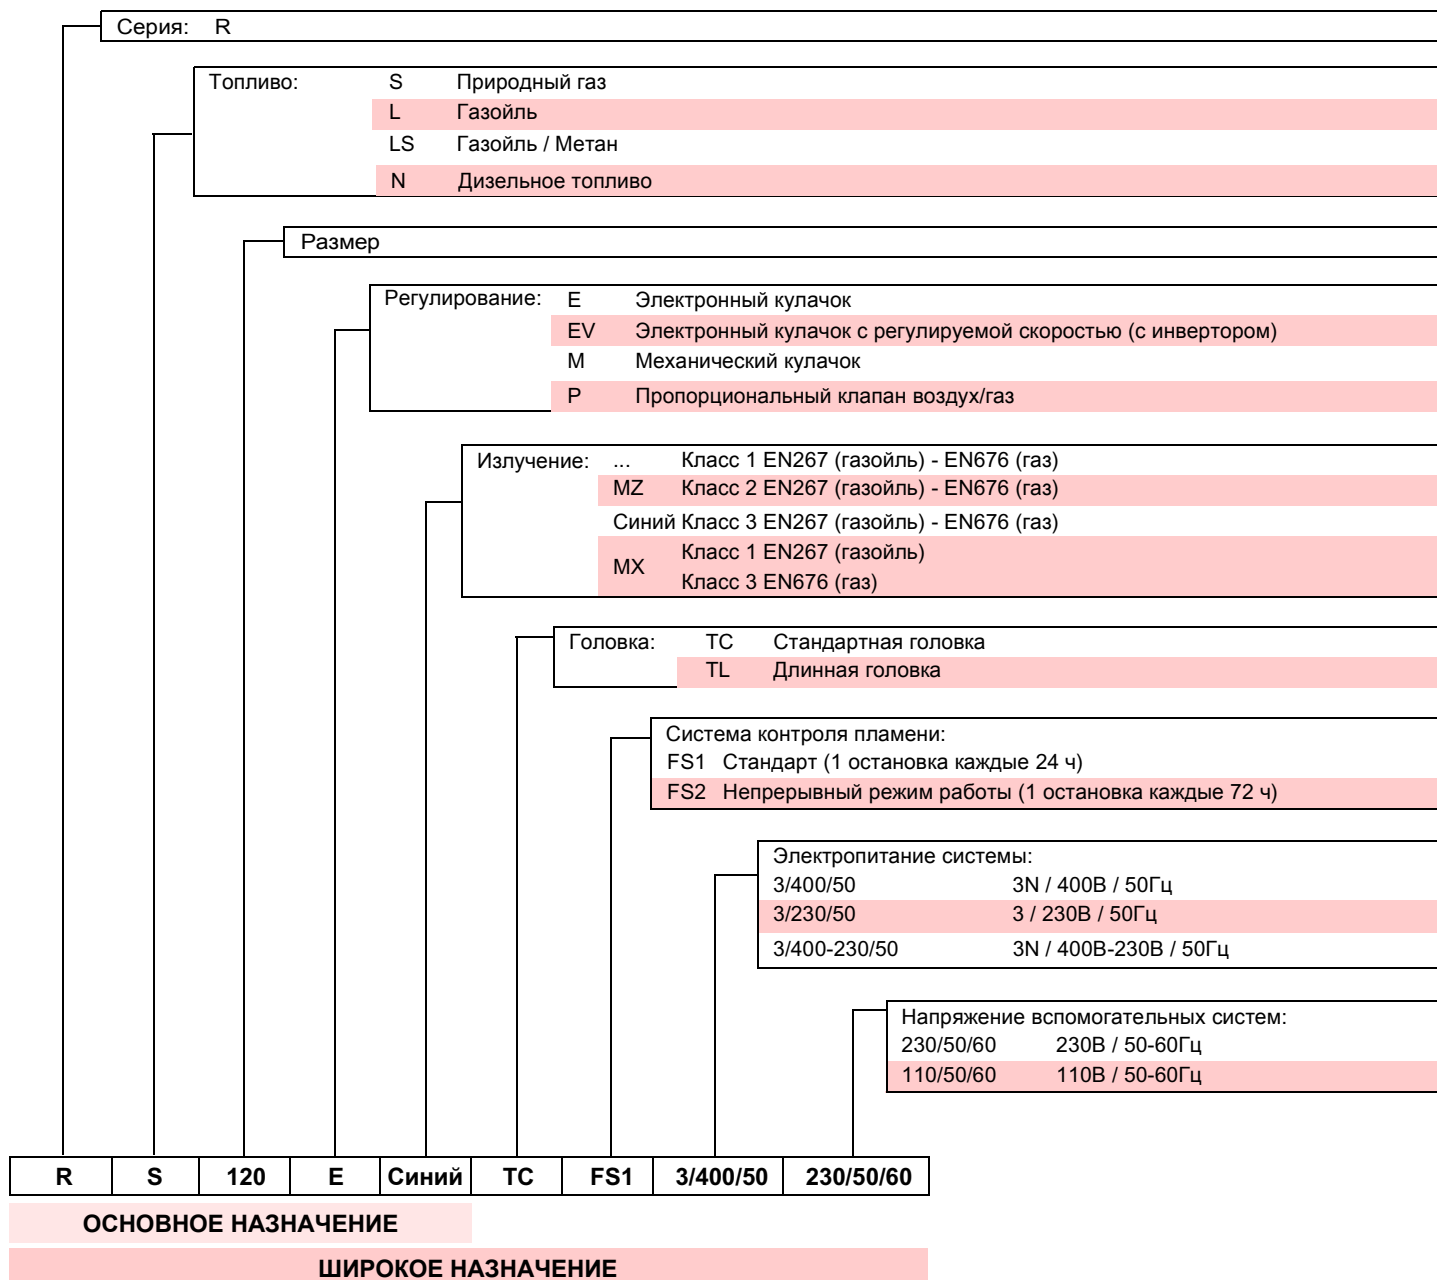 Серия: R
Топливо: S Природный газ
L Газойль
LS Газойль / Метан
N Дизельное топливо
Размер
Регулирование: E Электронный кулачок
EV Электронный кулачок с регулируемой скоростью (с инвертором)
M Механический кулачок
P Пропорциональный клапан воздух/газ
Излучение: ... Класс 1 EN267 (газойль) - EN676 (газ)
MZ Класс 2 EN267 (газойль) - EN676 (газ)
Синий Класс 3 EN267 (газойль) - EN676 (газ)
MX Класс 1 EN267 (газойль)
Класс 3 EN676 (газ)
Головка: TC Стандартная головка
TL Длинная головка
Система контроля пламени:
FS1 Стандарт (1 остановка каждые 24 ч)
FS2 Непрерывный режим работы (1 остановка каждые 72 ч)
Электропитание системы:
3/400/50 3N / 400В / 50Гц
3/230/50 3 / 230В / 50Гц
3/400-230/50 3N / 400В-230В / 50Гц
Напряжение вспомогательных систем:
230/50/60 230В / 50-60Гц
110/50/60 110В / 50-60Гц
R S 120 E Синий TC FS1 3/400/50 230/50/60
ОСНОВНОЕ НАЗНАЧЕНИЕ
ШИРОКОЕ НАЗНАЧЕНИЕ